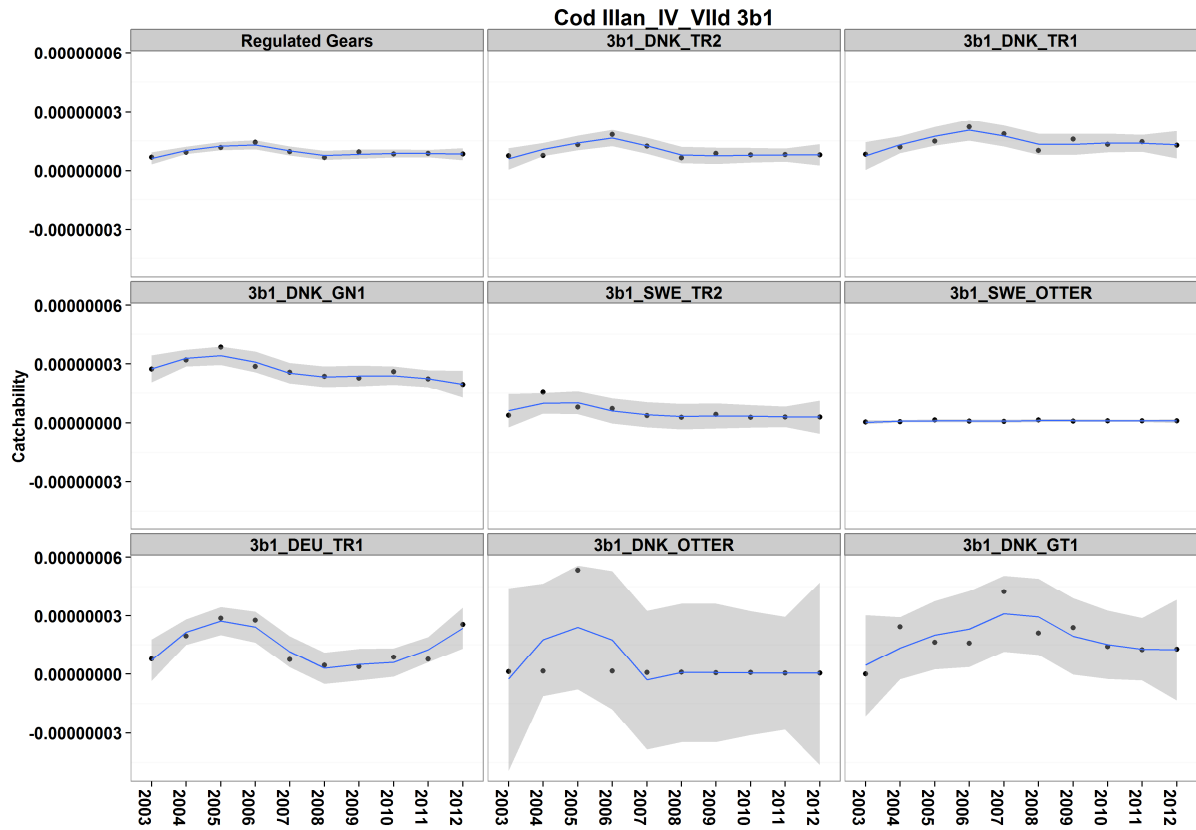 Cod IIIan_IV_VIId 3b1
Regulated Gears 3b1_DNK_TR2 3b1_DNK_TR1
0.00000006
0.00000003
0.00000000
-0.00000003
3b1_DNK_GN1 3b1_SWE_TR2 3b1_SWE_OTTER
0.00000006
0.00000003
0.00000000
-0.00000003
Catchability
3b1_DEU_TR1 3b1_DNK_OTTER 3b1_DNK_GT1
0.00000006
0.00000003
0.00000000
-0.00000003
2003 2004 2005 2006 2007 2008 2009 2010 2011 2012 2003 2004 2005 2006 2007 2008 2009 2010 2011 2012 2003 2004 2005 2006 2007 2008 2009 2010 2011 2012